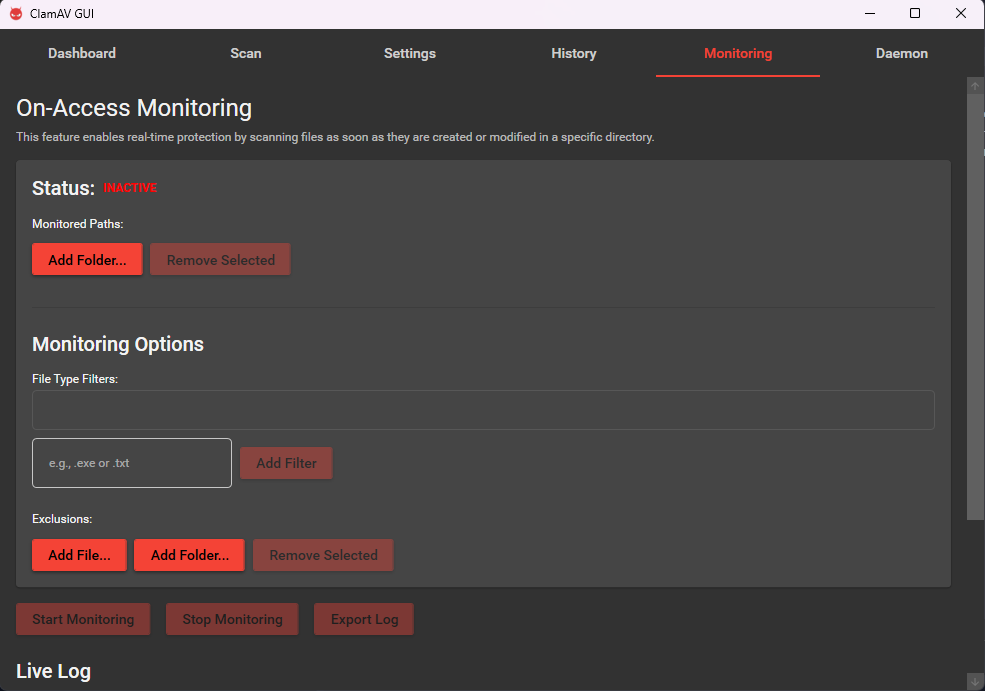 ClamAV GUI
Dashboard Scan Settings History Monitoring Daemon
On-Access Monitoring
This feature enables real-time protection by scanning files as soon as they are created or modified in a specific directory.
Status: INACTIVE
Monitored Paths:
Add Folder... Remove Selected
Monitoring Options
File Type Filters:
e.g., .exe or .txt Add Filter
Exclusions:
Add File... Add Folder... Remove Selected
Start Monitoring Stop Monitoring Export Log
Live Log